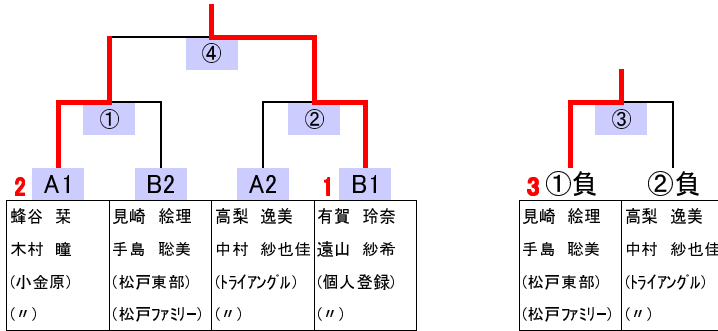 ④
① ② ③
2 A1 B2 A2 1 B1 3 ①負 ②負
蜂谷 栞 見崎 絵理 高梨 逸美 有賀 玲奈 見崎 絵理 高梨 逸美
木村 瞳 手島 聡美 中村 紗也佳 遠山 紗希 手島 聡美 中村 紗也佳
(小金原) (松戸東部) (トライアングル) (個人登録) (松戸東部) (トライアングル)
(〃) (松戸ファミリー) (〃) (〃) (松戸ファミリー) (〃)